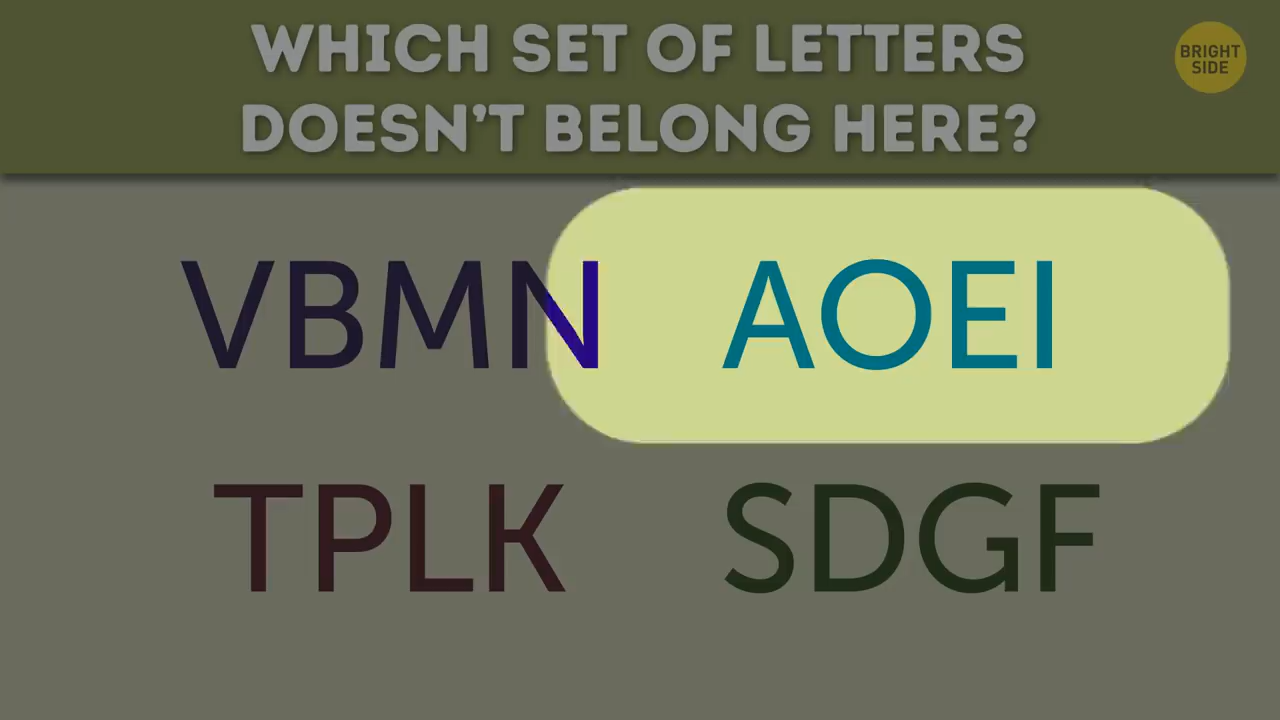 WHICH SET OF LETTERS
DOESN'T BELONG HERE?
BRIGHT
SIDE
VBMN AOEI
TPLK SDGF